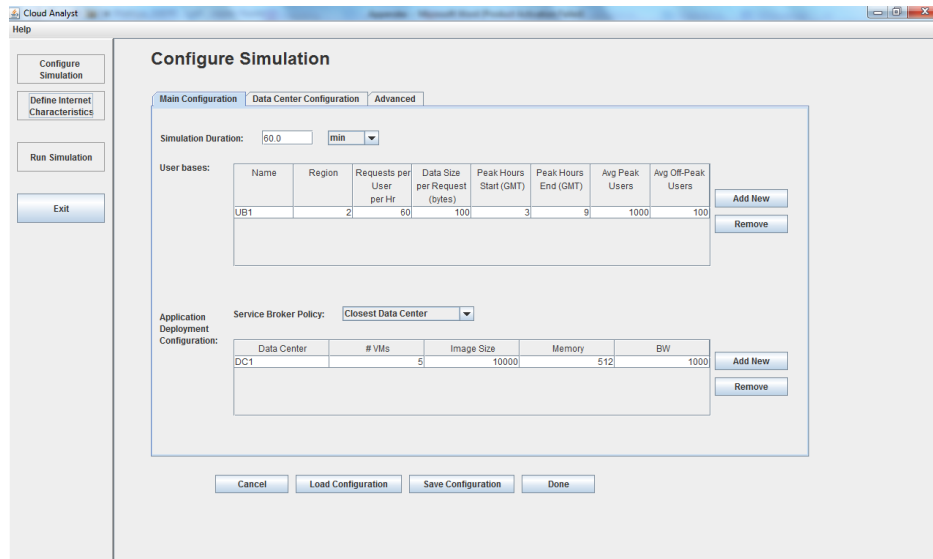 Cloud Analyst
Help
Configure Simulation
Define Internet Characteristics
Run Simulation
Exit
Configure Simulation
Main Configuration Data Center Configuration Advanced
Simulation Duration: 60.0 min
User bases:
Name Region Requests per User per Hr Data Size per Request (bytes) Peak Hours Start (GMT) Peak Hours End (GMT) Avg Peak Users Avg Off-Peak Users
UB1 2 60 100 3 9 1000 100
Add New
Remove
Application Deployment Configuration:
Service Broker Policy: Closest Data Center
Data Center # VMs Image Size Memory BW
DC1 5 10000 512 1000
Add New
Remove
Cancel Load Configuration Save Configuration Done